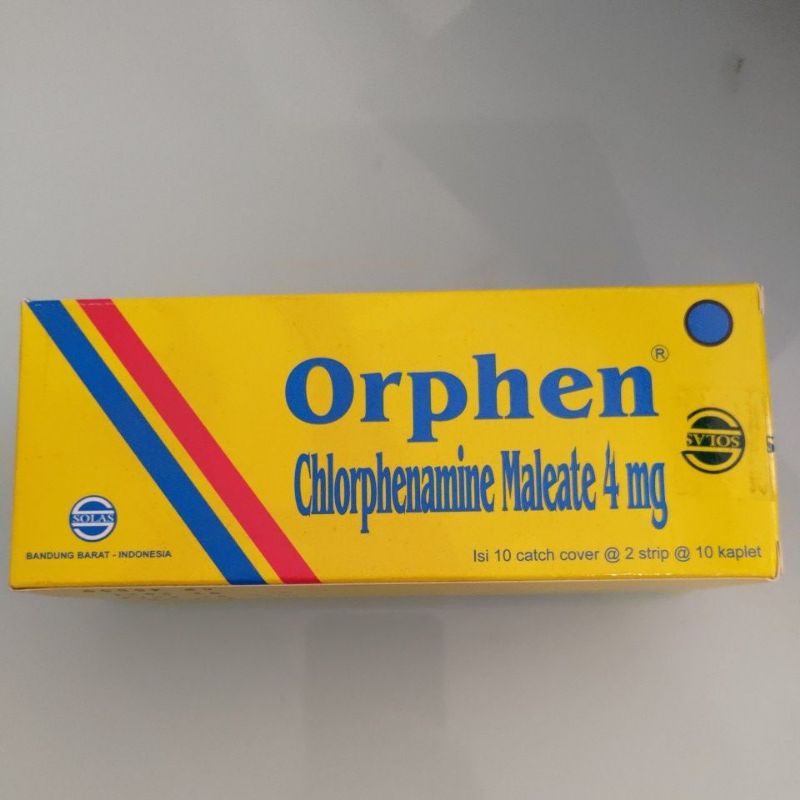 Orphen®
Chlorphenamine Maleate 4 mg
SOLAS
SOLAS
BANDUNG BARAT - INDONESIA
Isi 10 catch cover @ 2 strip @ 10 kaplet